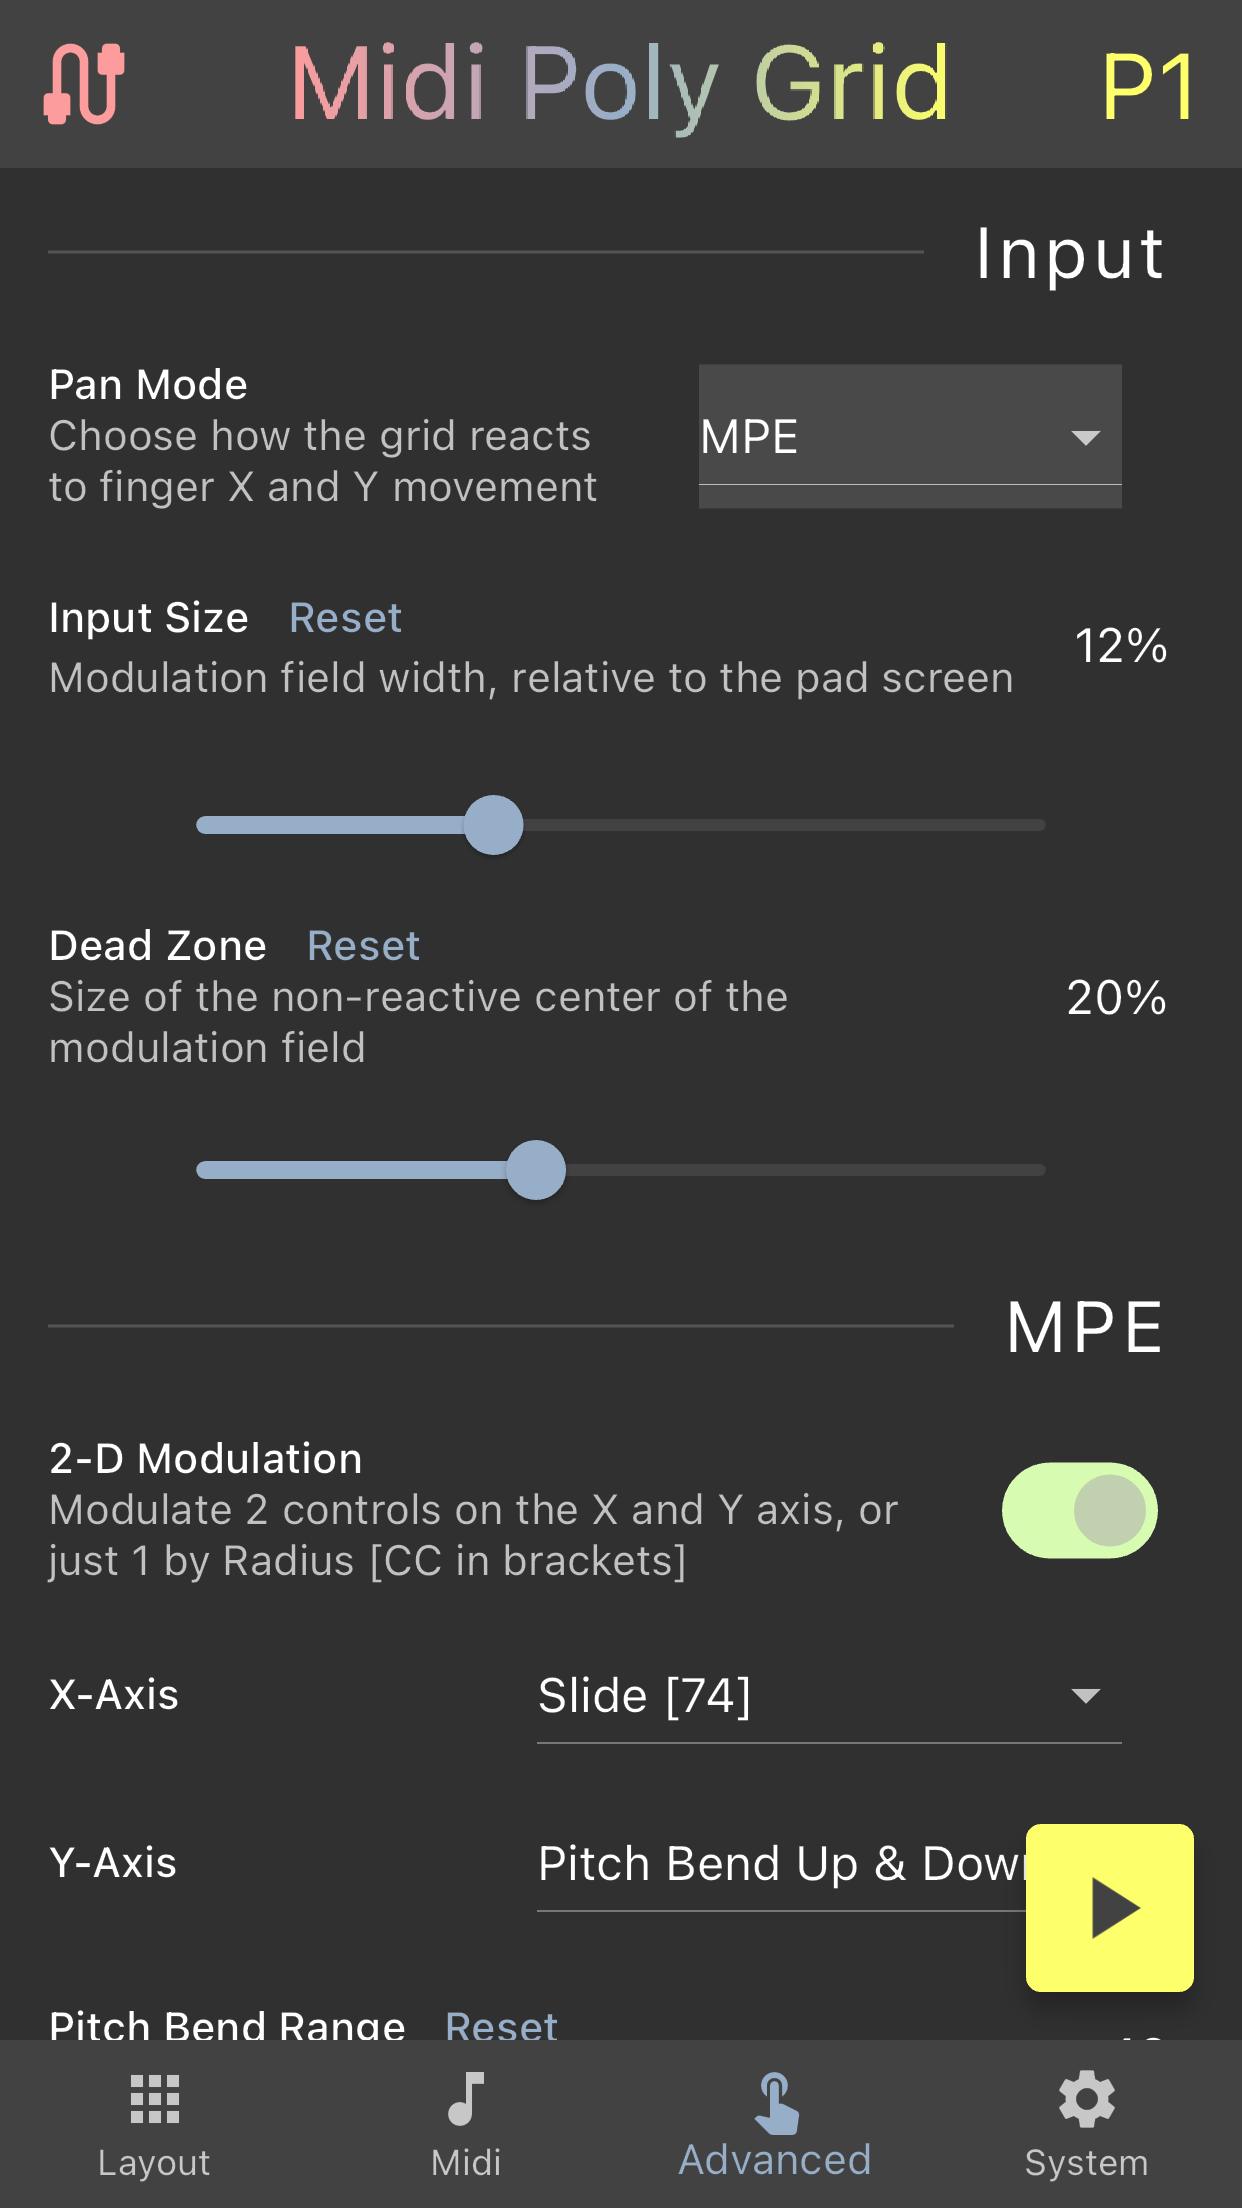 Midi Poly Grid P1
Input
Pan Mode
Choose how the grid reacts
to finger X and Y movement
MPE
Input Size Reset
Modulation field width, relative to the pad screen
12%
Dead Zone Reset
Size of the non-reactive center of the
modulation field
20%
MPE
2-D Modulation
Modulate 2 controls on the X and Y axis, or
just 1 by Radius [CC in brackets]
X-Axis
Slide [74]
Y-Axis
Pitch Bend Up & Down
Pitch Bend Range Reset
Layout
Midi
Advanced
System